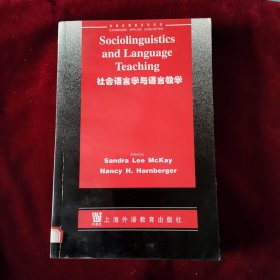 Sociolinguistics
and Language
Teaching
社会语言学与语言教学
Sandra Lee McKay
Nancy H. Hornberger
上海外语教育出版社